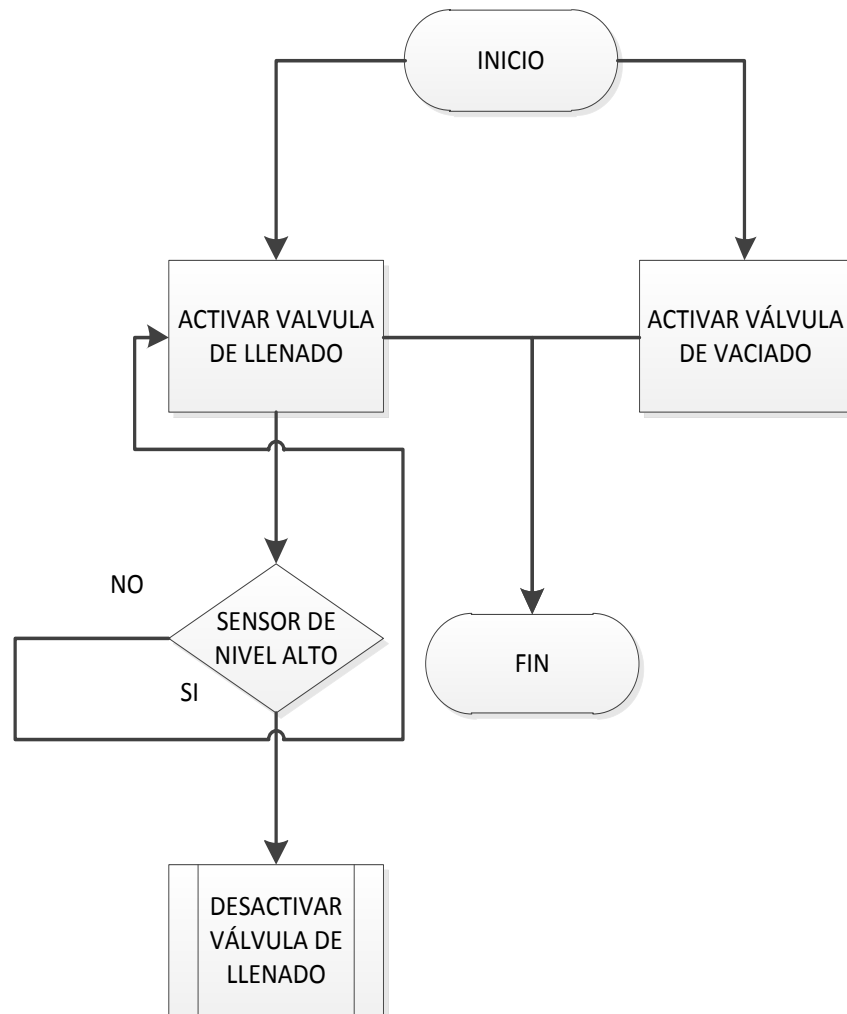 INICIO
ACTIVAR VALVULA
DE LLENADO
ACTIVAR VÁLVULA
DE VACIADO
NO
SENSOR DE
NIVEL ALTO
SI
FIN
DESACTIVAR
VÁLVULA DE
LLENADO